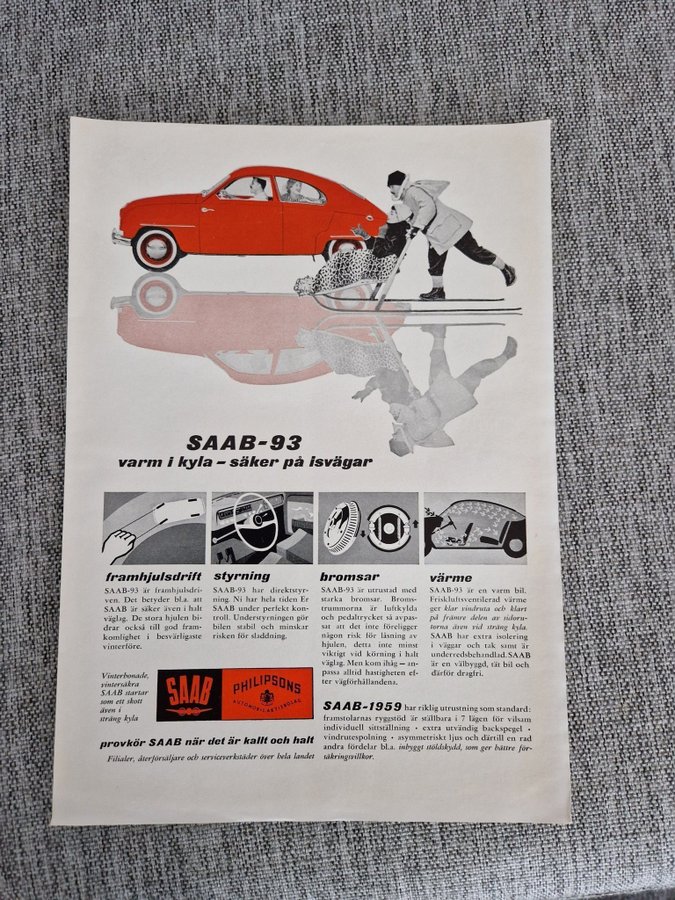 SAAB-93
varm i kyla – säker på isvägar
framhjulsdrift
SAAB-93 är framhjulsdri-
ven. Det betyder bl.a. att
SAAB är säker även i halt
väglag. De stora hjulen bi-
drar också till god fram-
komlighet i besvärligaste
vinterföre.
styrning
SAAB-93 har direktstyr-
ning. Ni har hela tiden Er
SAAB under perfekt kon-
troll. Understyrningen gör
bilen stabil och minskar
risken för sladdning.
bromsar
SAAB-93 är utrustad med
starka bromsar. Broms-
trummorna är luftkylda
och pedaltrycket så avpas-
sat att det inte föreligger
någon risk för låsning av
hjulen, detta inte minst
viktigt vid körning i halt
väglag. Men kom ihåg – an-
passa alltid hastigheten ef-
ter vägförhållandena.
värme
SAAB-93 är en varm bil.
Friskluftsventilerad värme
ger klar vindruta och klart
på främre delen av sidoru-
torna även vid sträng kyla.
SAAB har extra isolering
i väggar och tak samt är
underredsbehandlad. SAAB
är en välbyggd, tät bil och
därför dragfri.
Vinterbonade,
vintersäkra
SAAB startar
som ett skott
även i
sträng kyla
SAAB
PHILIPSONS
AUTOMOBIL AKTIEBOLAG
provkör SAAB när det är kallt och halt
Filialer, återförsäljare och serviceverkstäder över hela landet
SAAB-1959 har riklig utrustning som standard:
framstolarnas ryggstöd är ställbara i 7 lägen för vilsam
individuell sittställning • extra utvändig backspegel •
vindrutespolning • asymmetriskt ljus och därtill en rad
andra fördelar bl.a. inbyggt stöldskydd, som ger bättre för-
säkringsvillkor.